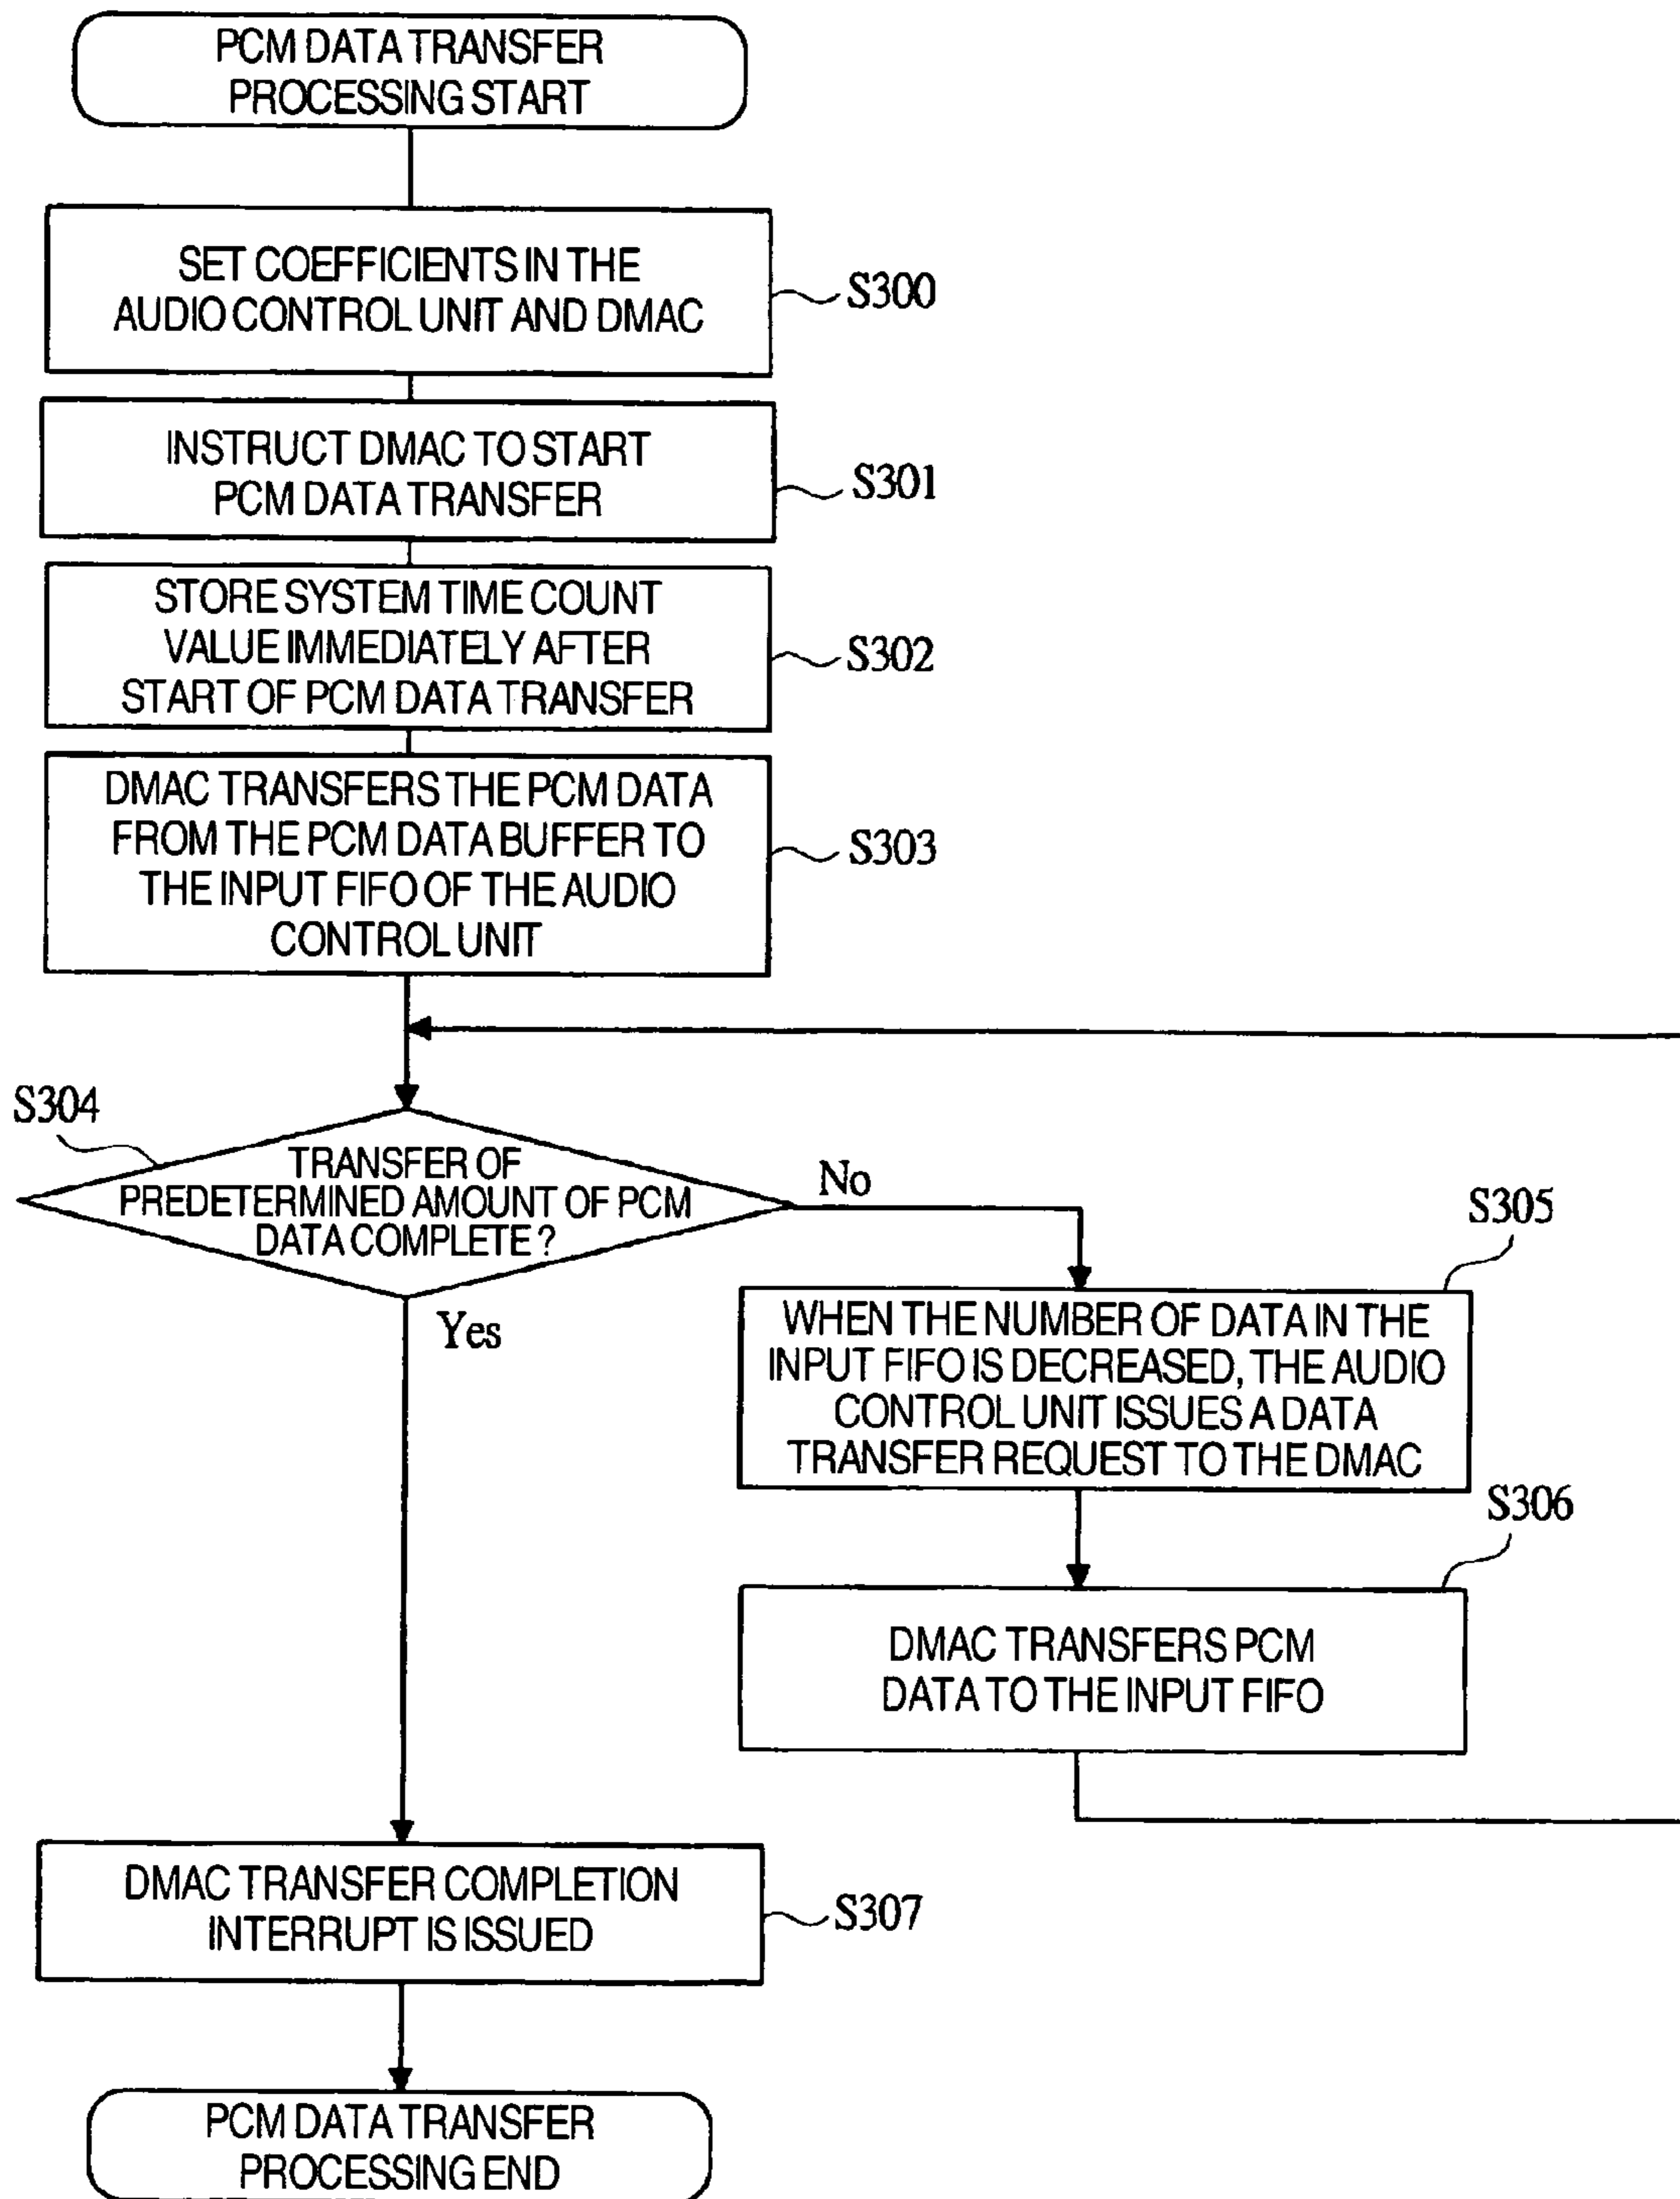 PCM DATA TRANSFER
PROCESSING START
SET COEFFICIENTS IN THE
AUDIO CONTROL UNIT AND DMAC
S300
INSTRUCT DMAC TO START
PCM DATA TRANSFER
S301
STORE SYSTEM TIME COUNT
VALUE IMMEDIATELY AFTER
START OF PCM DATA TRANSFER
S302
DMAC TRANSFERS THE PCM DATA
FROM THE PCM DATA BUFFER TO
THE INPUT FIFO OF THE AUDIO
CONTROL UNIT
S303
S304
TRANSFER OF
PREDETERMINED AMOUNT OF PCM
DATA COMPLETE ?
No
Yes
S305
WHEN THE NUMBER OF DATA IN THE
INPUT FIFO IS DECREASED, THE AUDIO
CONTROL UNIT ISSUES A DATA
TRANSFER REQUEST TO THE DMAC
S306
DMAC TRANSFERS PCM
DATA TO THE INPUT FIFO
DMAC TRANSFER COMPLETION
INTERRUPT IS ISSUED
S307
PCM DATA TRANSFER
PROCESSING END